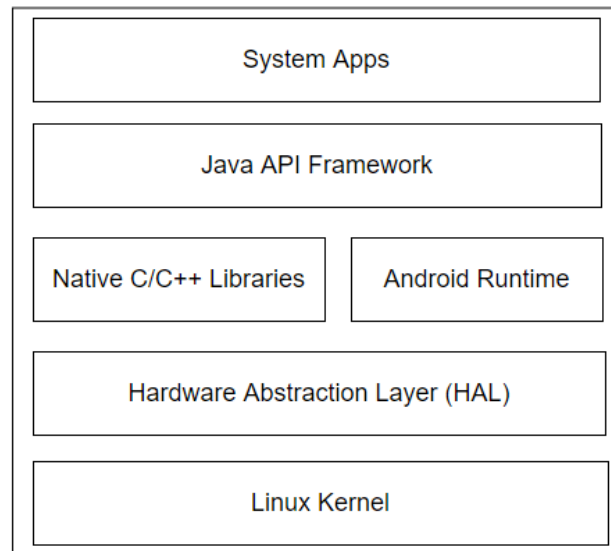 System Apps
Java API Framework
Native C/C++ Libraries
Android Runtime
Hardware Abstraction Layer (HAL)
Linux Kernel